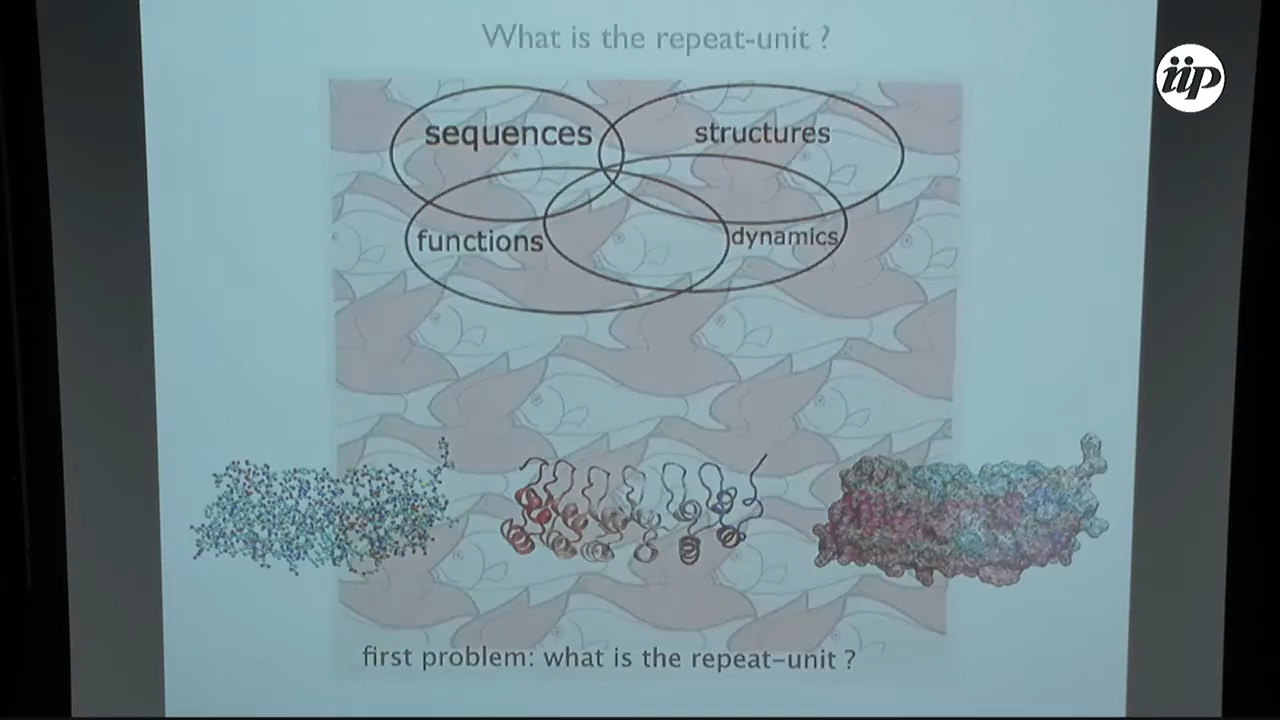 What is the repeat-unit ?
iip
sequences
structures
functions
dynamics
first problem: what is the repeat-unit ?